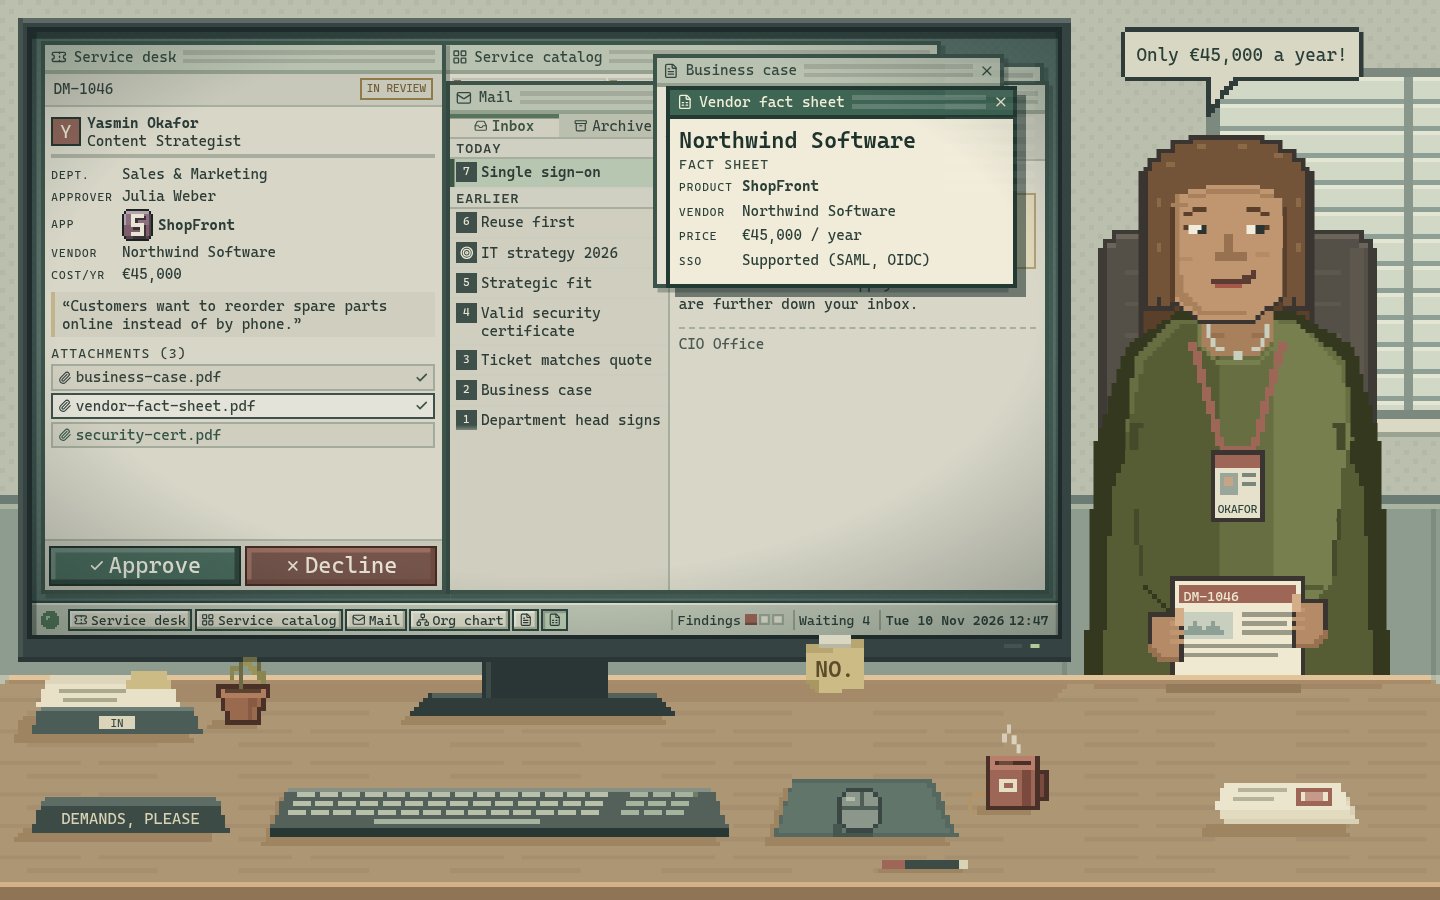 Only €45,000 a year!
Service desk
DM-1046
IN REVIEW
Y
Yasmin Okafor
Content Strategist
DEPT. Sales & Marketing
APPROVER Julia Weber
APP S ShopFront
VENDOR Northwind Software
COST/YR €45,000
“Customers want to reorder spare parts
online instead of by phone.”
ATTACHMENTS (3)
business-case.pdf
vendor-fact-sheet.pdf
security-cert.pdf
Approve
Decline
Service catalog
Mail
Inbox
Archive
TODAY
7 Single sign-on
EARLIER
6 Reuse first
IT strategy 2026
5 Strategic fit
4 Valid security
certificate
3 Ticket matches quote
2 Business case
1 Department head signs
Business case
Vendor fact sheet
Northwind Software
FACT SHEET
PRODUCT ShopFront
VENDOR Northwind Software
PRICE €45,000 / year
SSO Supported (SAML, OIDC)
are further down your inbox.
CIO Office
Service desk
Service catalog
Mail
Org chart
Findings
Waiting 4
Tue 10 Nov 2026 12:47
NO.
OKAFOR
DM-1046
IN
DEMANDS, PLEASE